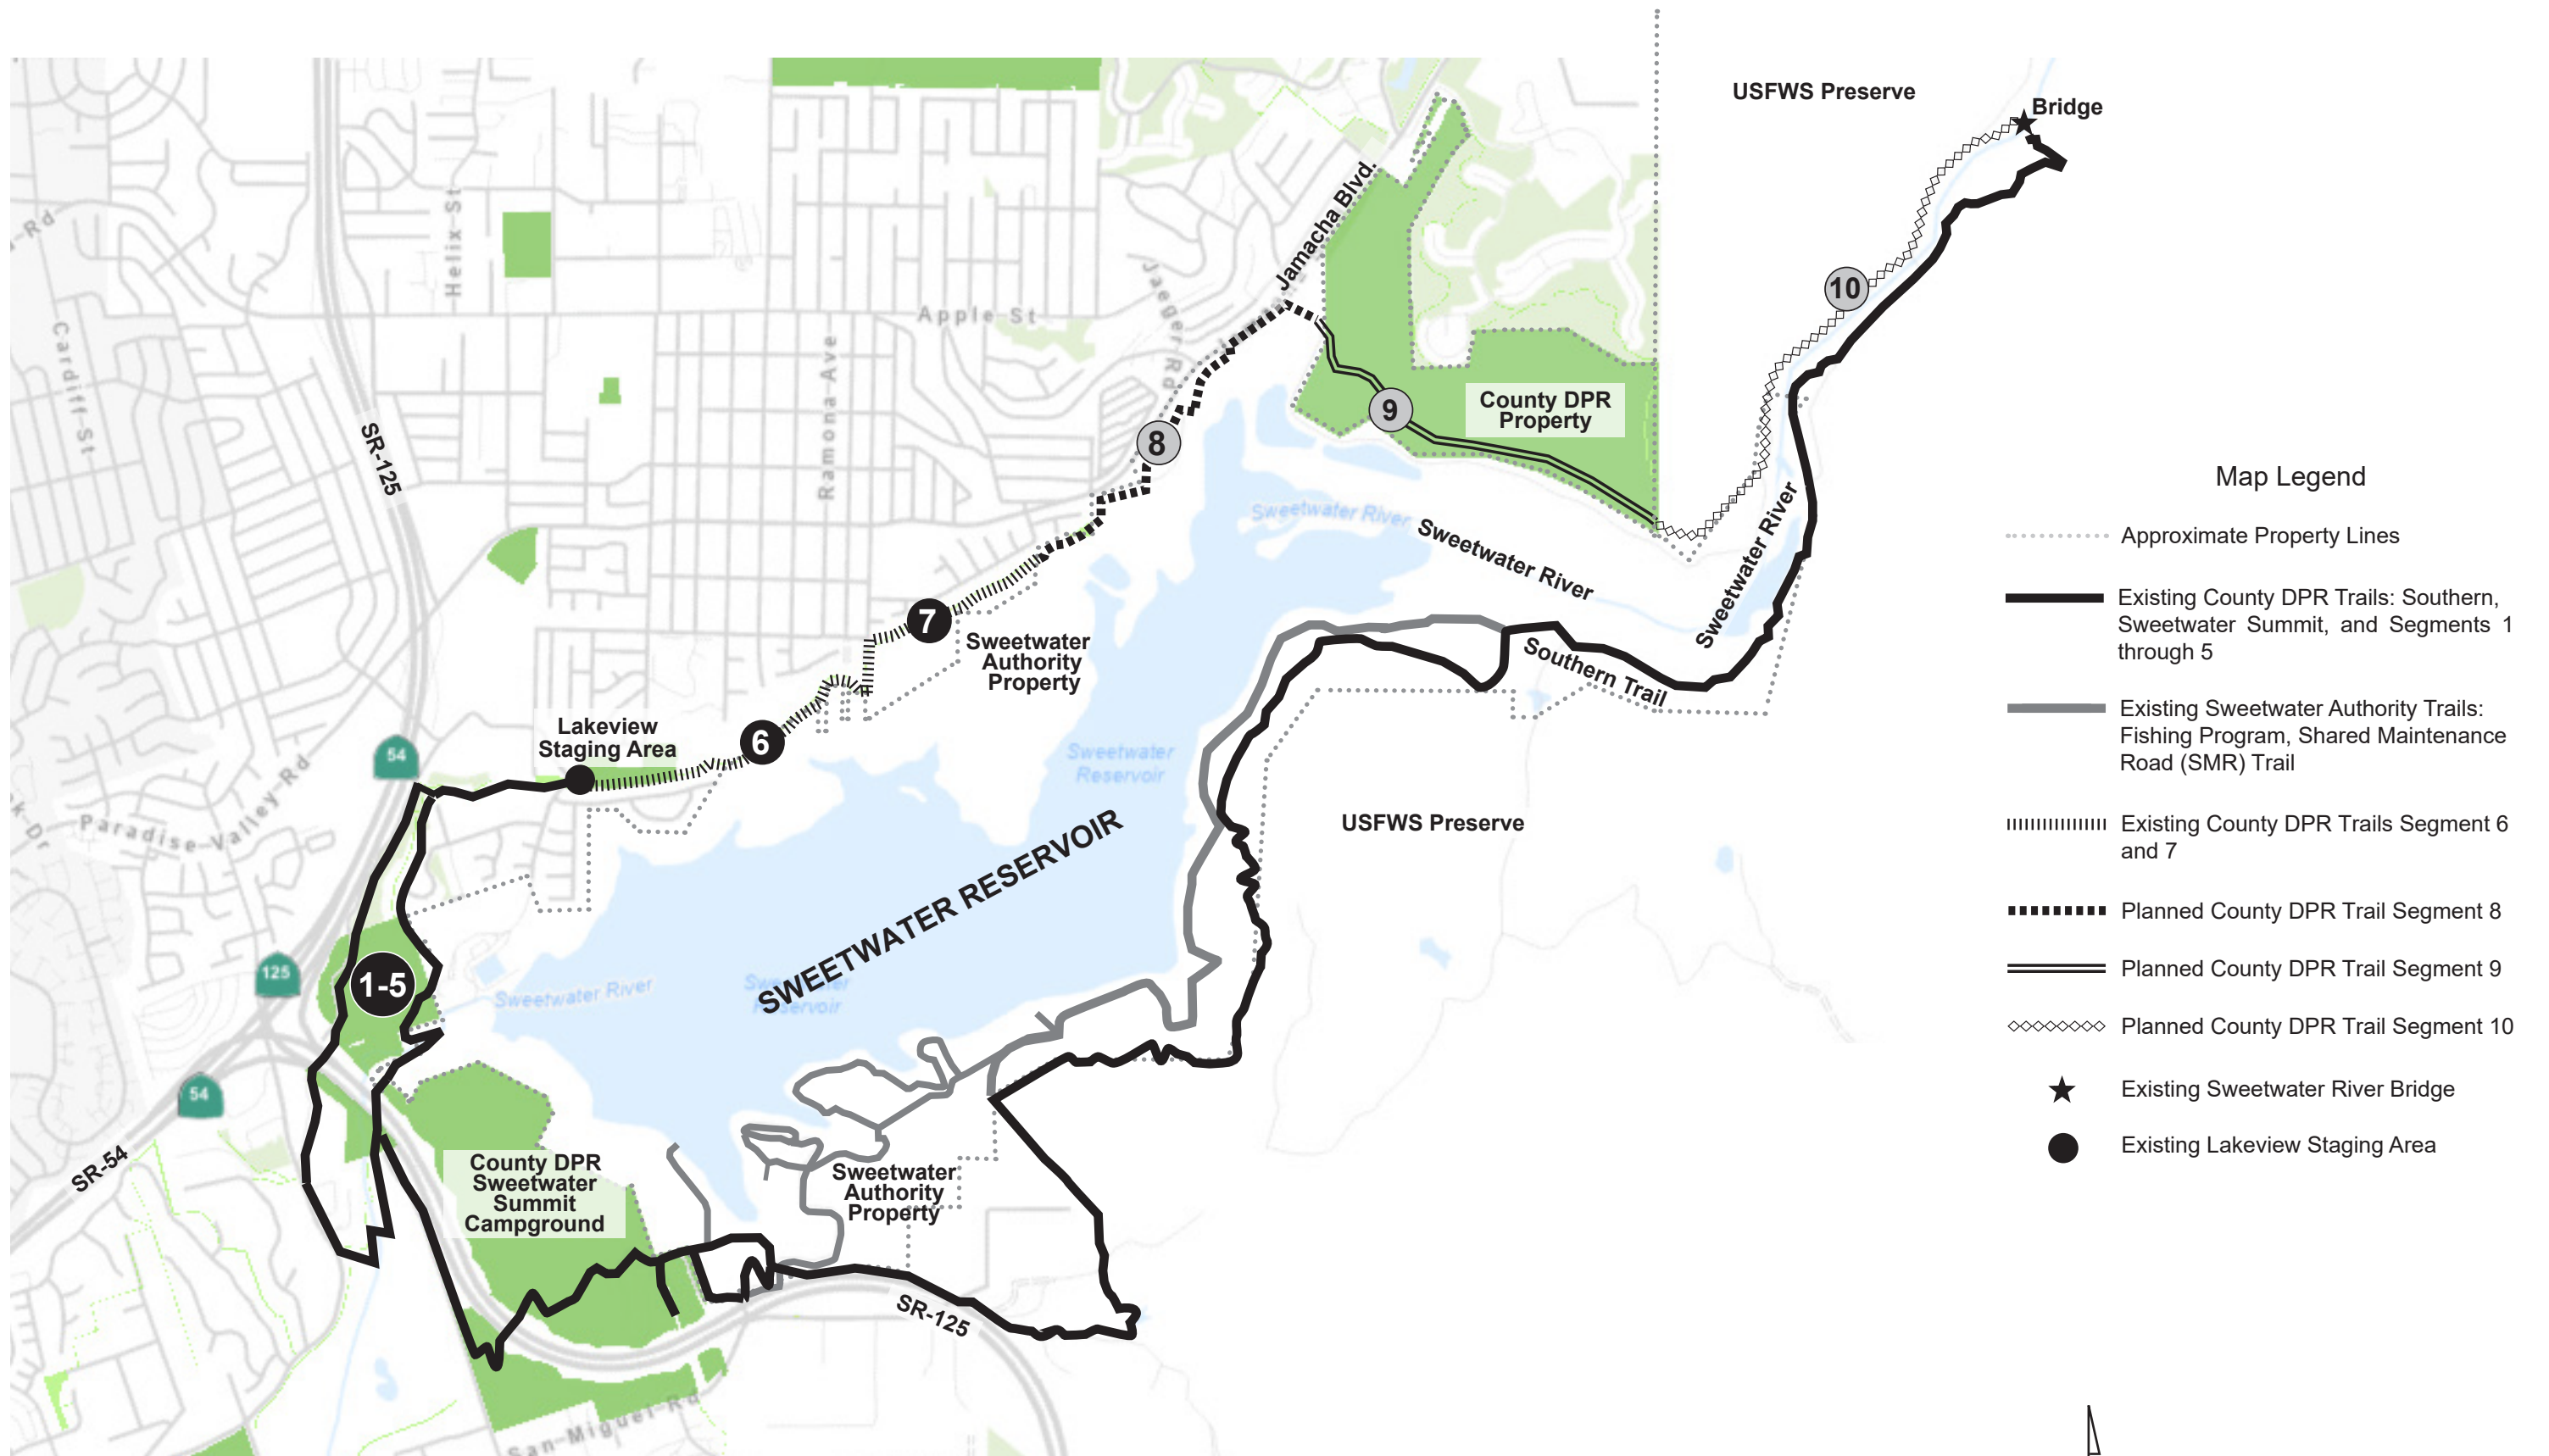 USFWS Preserve
Bridge
Jamacha Blvd.
Rd
Helix-St
Cardiff St
Apple St
Jaeger Rd
Ramona Ave
SR-125
10
9
County DPR
Property
8
Sweetwater River
Sweetwater River
Sweetwater River
7
Sweetwater
Authority
Property
Southern Trail
6
Lakeview
Staging Area
54
Paradise-Valley-Rd
k-Dr
Sweetwater
Reservoir
USFWS Preserve
SWEETWATER RESERVOIR
125
1-5
Sweetwater River
54
SR-54
County DPR
Sweetwater
Summit
Campground
Sweetwater
Authority
Property
SR-125
San-Miguel-Rd
Map Legend
Approximate Property Lines
Existing County DPR Trails: Southern,
Sweetwater Summit, and Segments 1
through 5
Existing Sweetwater Authority Trails:
Fishing Program, Shared Maintenance
Road (SMR) Trail
Existing County DPR Trails Segment 6
and 7
Planned County DPR Trail Segment 8
Planned County DPR Trail Segment 9
Planned County DPR Trail Segment 10
Existing Sweetwater River Bridge
Existing Lakeview Staging Area